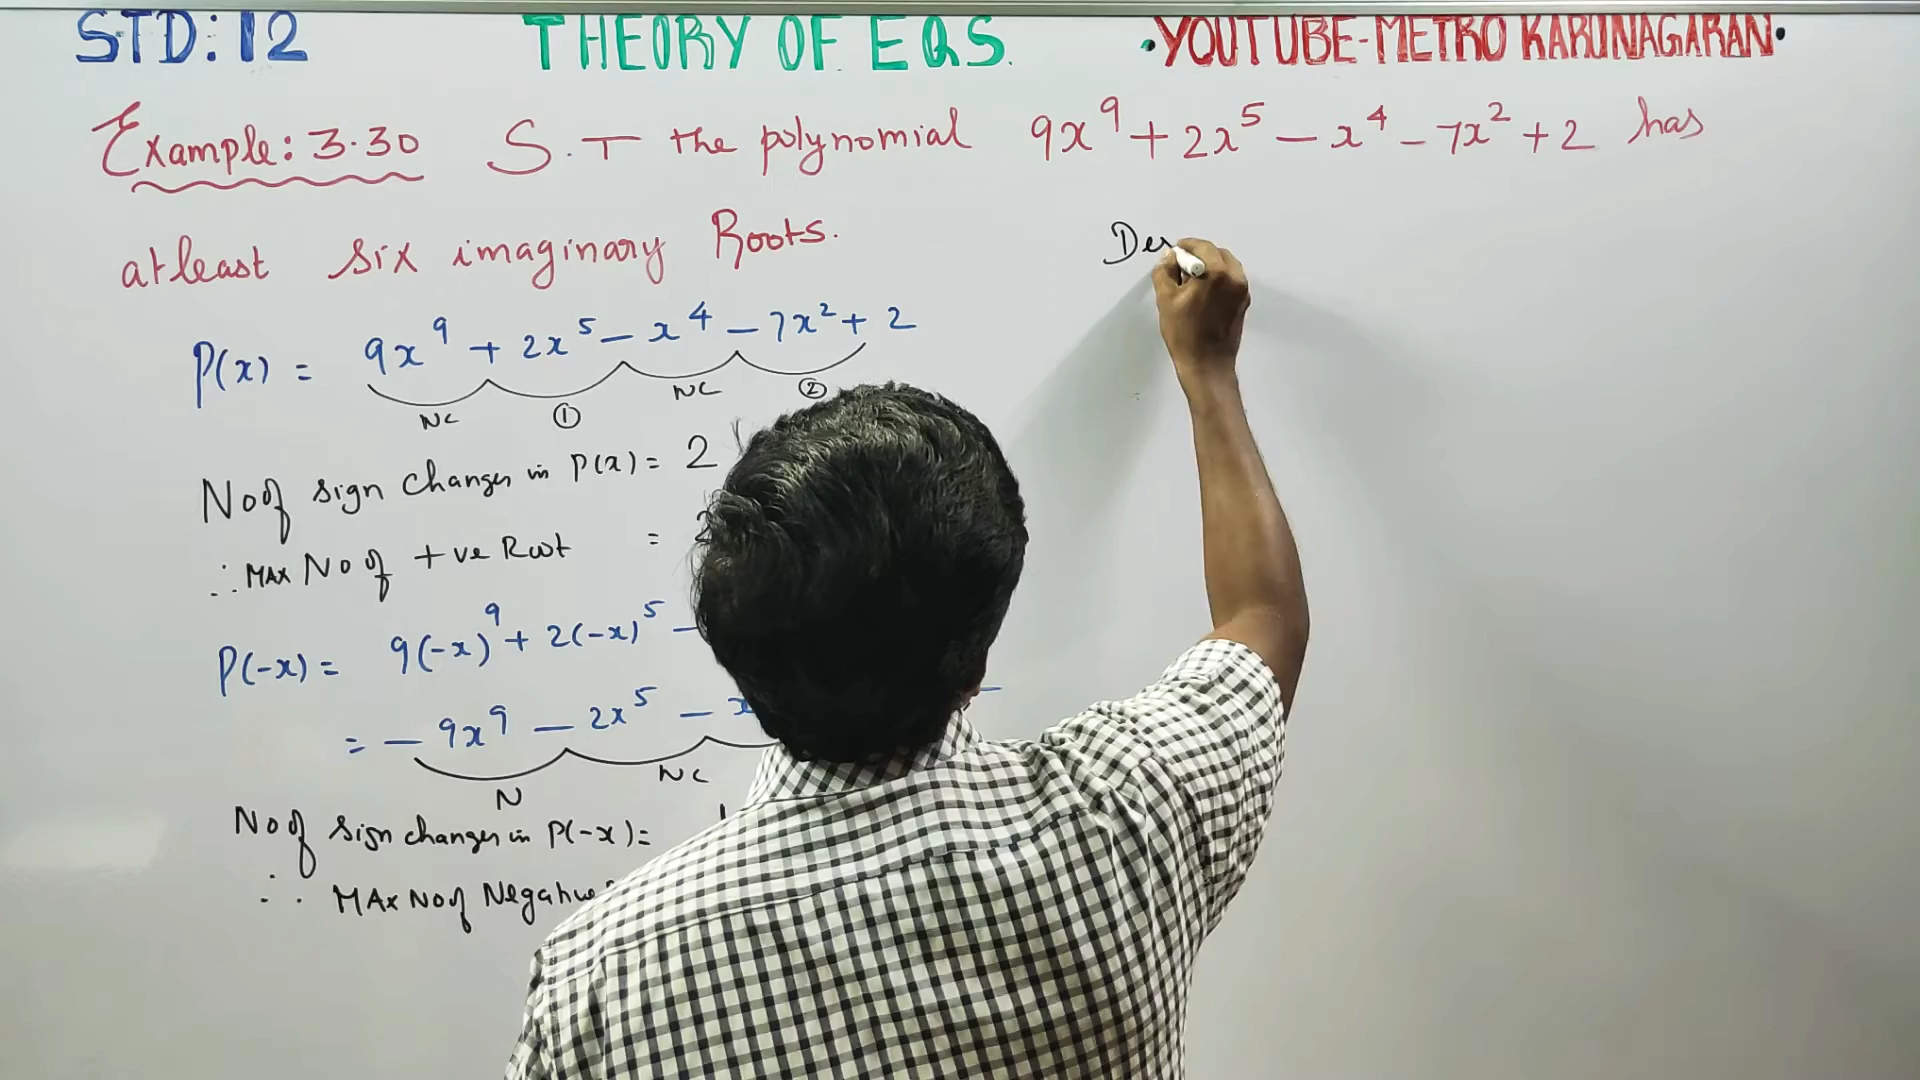 STD:12 THEORY OF EQS. •YOUTUBE-METRO KARUNAGARAN•
Example: 3.30 S.T the polynomial 9x⁹ + 2x⁵ - x⁴ - 7x² + 2 has
atleast six imaginary Roots.
Des
P(x) = 9x⁹ + 2x⁵ - x⁴ - 7x² + 2
NC ① NC ②
No of sign changes in P(x) = 2
∴ MAX No of +ve Root = 2
P(-x) = 9(-x)⁹ + 2(-x)⁵ -
= - 9x⁹ - 2x⁵ - x
N NC
No of sign changes in P(-x) = 1
∴ MAX No of Negative